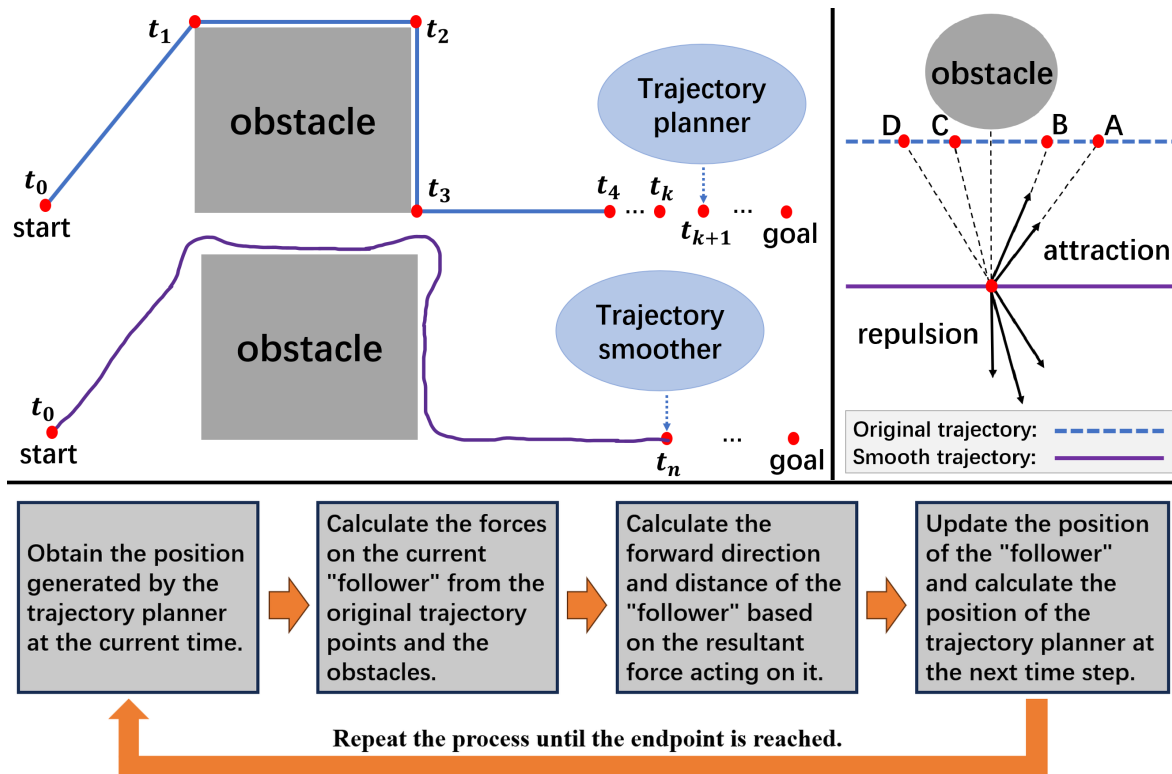 t₁
t₂
obstacle
Trajectory
planner
t₀
start
t₃
t₄
...
tₖ
tₖ₊₁
...
goal
obstacle
Trajectory
smoother
t₀
start
tₙ
...
goal
obstacle
D
C
B
A
attraction
repulsion
Original trajectory:
Smooth trajectory:
Obtain the position
generated by the
trajectory planner
at the current time.
Calculate the forces
on the current
"follower" from the
original trajectory
points and the
obstacles.
Calculate the
forward direction
and distance of the
"follower" based
on the resultant
force acting on it.
Update the position
of the "follower"
and calculate the
position of the
trajectory planner at
the next time step.
Repeat the process until the endpoint is reached.